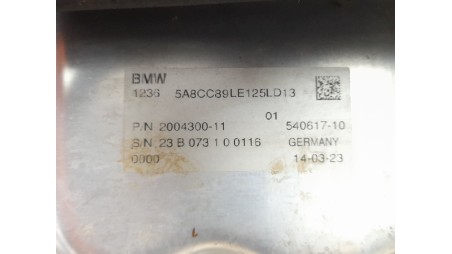 BMW
1236 5A8CC89LE125LD13
01
P/N 2004300-11 540617-10
S/N 23 B 073 1 0 0116 GERMANY
0000 14-03-23